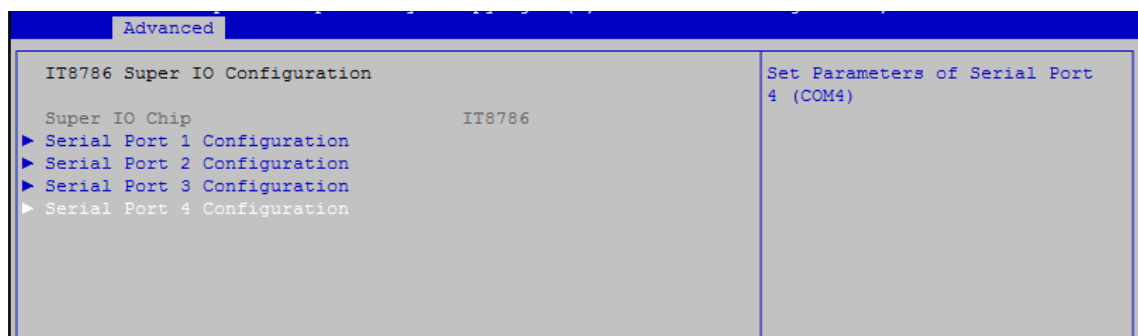 Advanced
IT8786 Super IO Configuration
Super IO Chip IT8786
Serial Port 1 Configuration
Serial Port 2 Configuration
Serial Port 3 Configuration
Serial Port 4 Configuration
Set Parameters of Serial Port
4 (COM4)